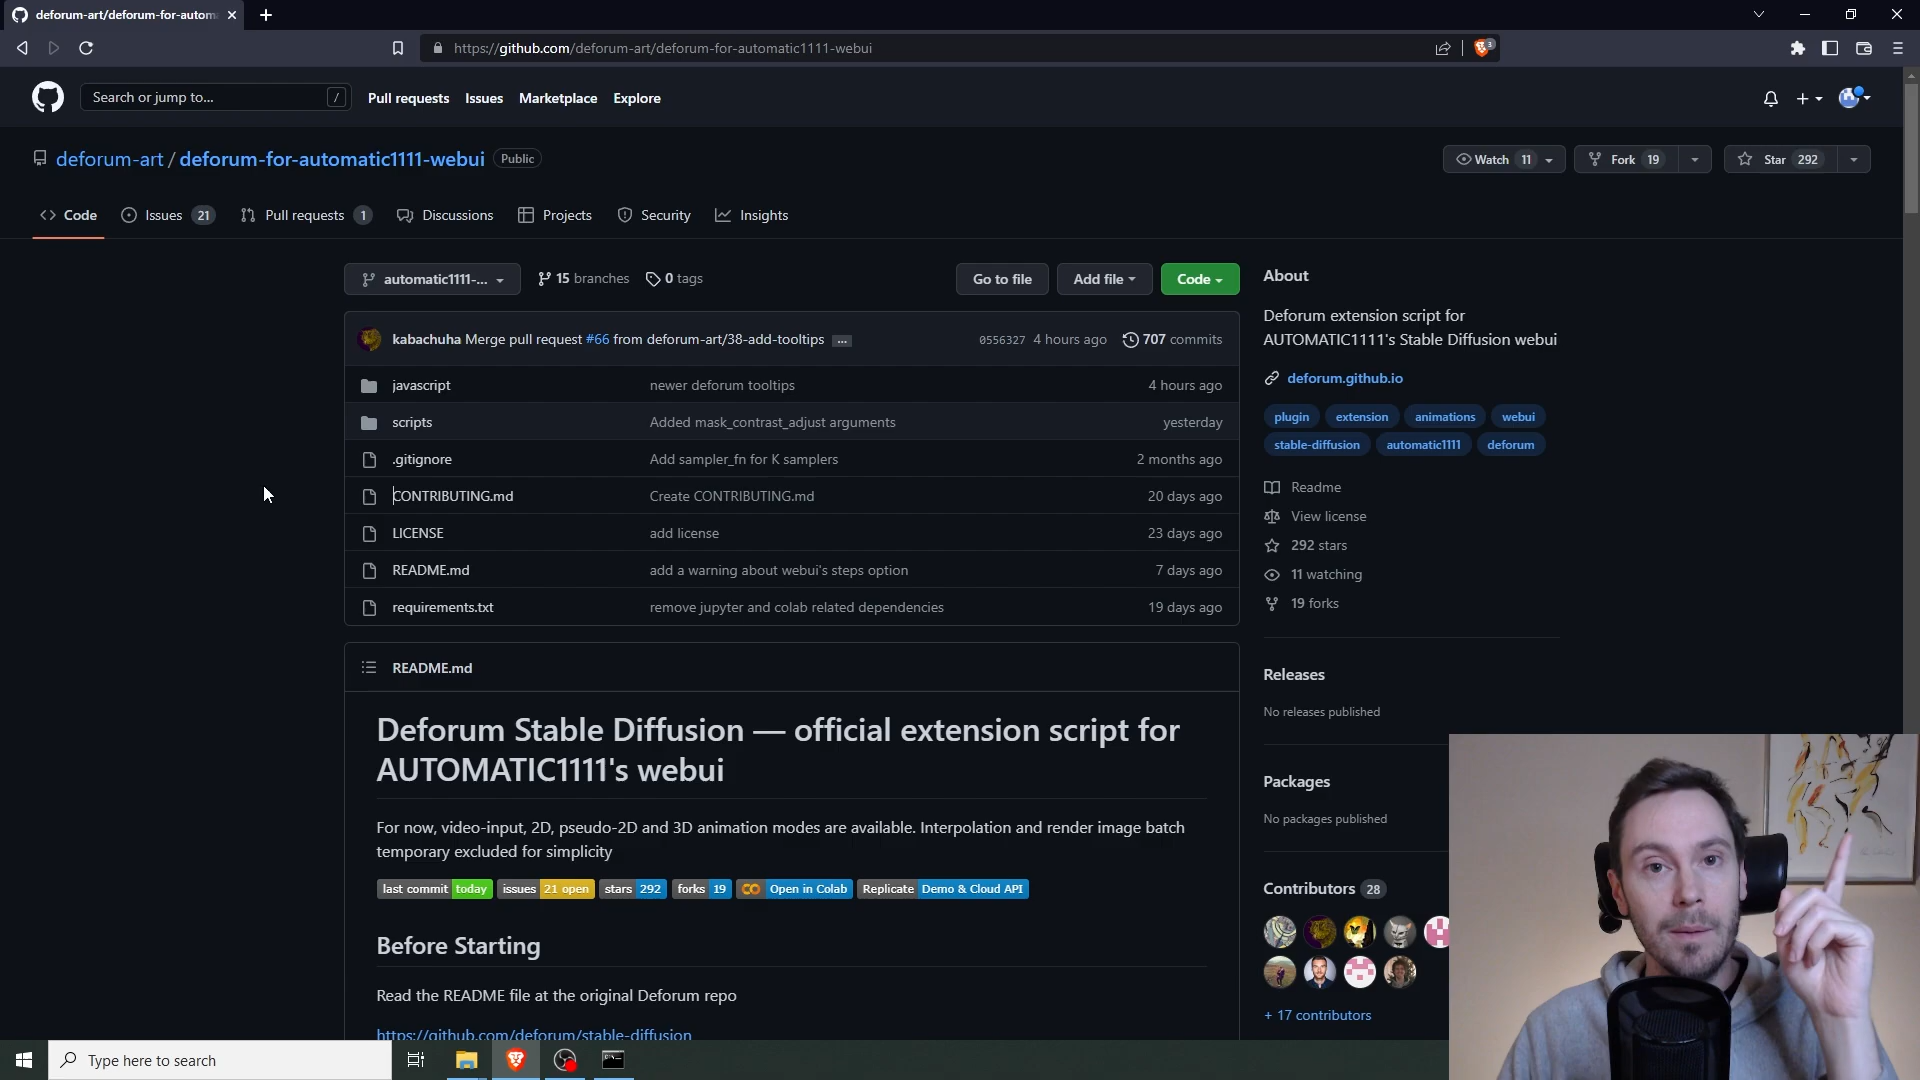 deforum-art/deforum-for-autom
https://github.com/deforum-art/deforum-for-automatic1111-webui
3
Search or jump to...
/
Pull requests
Issues
Marketplace
Explore
deforum-art / deforum-for-automatic1111-webui
Public
Watch 11
Fork 19
Star 292
Code
Issues 21
Pull requests 1
Discussions
Projects
Security
Insights
automatic1111-...
15 branches
0 tags
Go to file
Add file
Code
kabachuha Merge pull request #66 from deforum-art/38-add-tooltips ...
0556327 4 hours ago
707 commits
javascript newer deforum tooltips 4 hours ago
scripts Added mask_contrast_adjust arguments yesterday
.gitignore Add sampler_fn for K samplers 2 months ago
CONTRIBUTING.md Create CONTRIBUTING.md 20 days ago
LICENSE add license 23 days ago
README.md add a warning about webui's steps option 7 days ago
requirements.txt remove jupyter and colab related dependencies 19 days ago
README.md
Deforum Stable Diffusion — official extension script for
AUTOMATIC1111's webui
For now, video-input, 2D, pseudo-2D and 3D animation modes are available. Interpolation and render image batch
temporary excluded for simplicity
last commit today issues 21 open stars 292 forks 19 Open in Colab Replicate Demo & Cloud API
Before Starting
Read the README file at the original Deforum repo
https://github.com/deforum/stable-diffusion
About
Deforum extension script for
AUTOMATIC1111's Stable Diffusion webui
deforum.github.io
plugin extension animations webui
stable-diffusion automatic1111 deforum
Readme
View license
292 stars
11 watching
19 forks
Releases
No releases published
Packages
No packages published
Contributors 28
+ 17 contributors
Type here to search